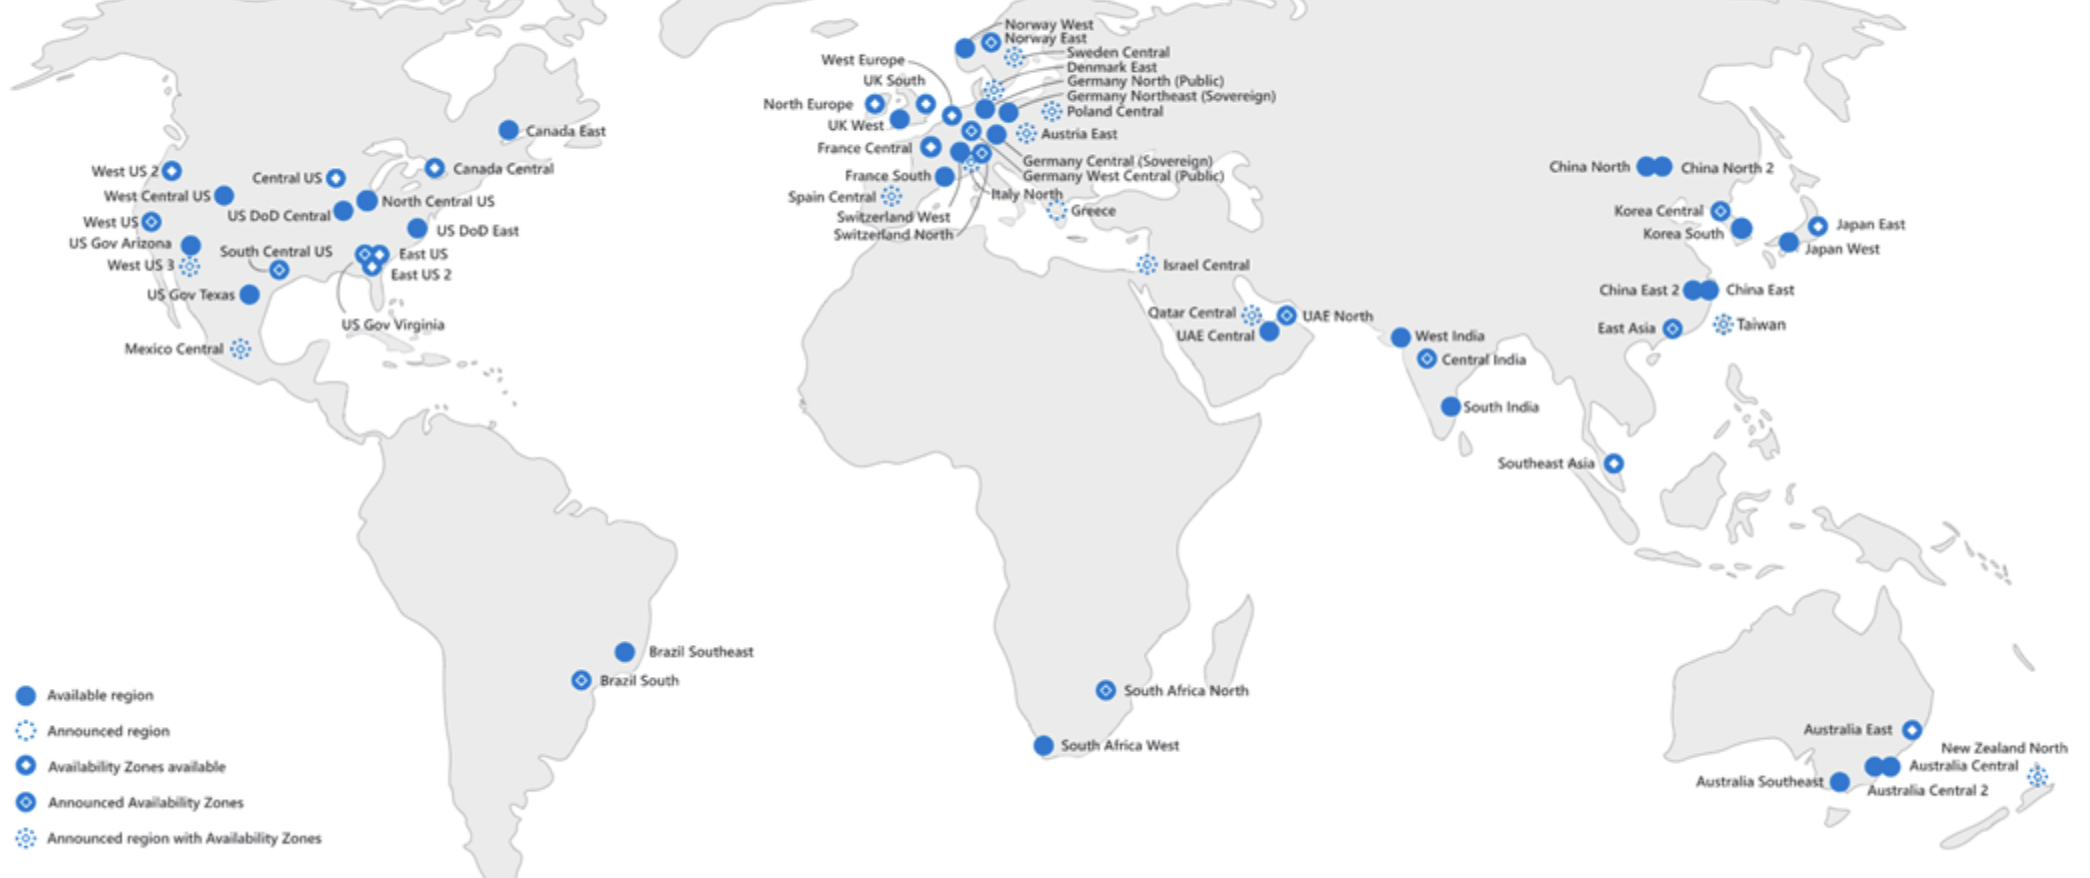 Norway West
Norway East
Sweden Central
West Europe
Denmark East
UK South
Germany North (Public)
Germany Northeast (Sovereign)
North Europe
Poland Central
UK West
Canada East
Austria East
France Central
Germany Central (Sovereign)
Canada Central
West US 2
Central US
Germany West Central (Public)
France South
China North
China North 2
West Central US
Spain Central
Italy North
North Central US
US DoD Central
Switzerland West
Greece
Korea Central
West US
US DoD East
Switzerland North
Korea South
Japan East
US Gov Arizona
South Central US
East US
Japan West
West US 3
East US 2
Israel Central
US Gov Texas
China East 2
China East
Qatar Central
UAE North
US Gov Virginia
UAE Central
West India
East Asia
Taiwan
Mexico Central
Central India
South India
Southeast Asia
Brazil Southeast
Brazil South
South Africa North
Available region
Announced region
Australia East
South Africa West
New Zealand North
Availability Zones available
Australia Central
Australia Southeast
Australia Central 2
Announced Availability Zones
Announced region with Availability Zones